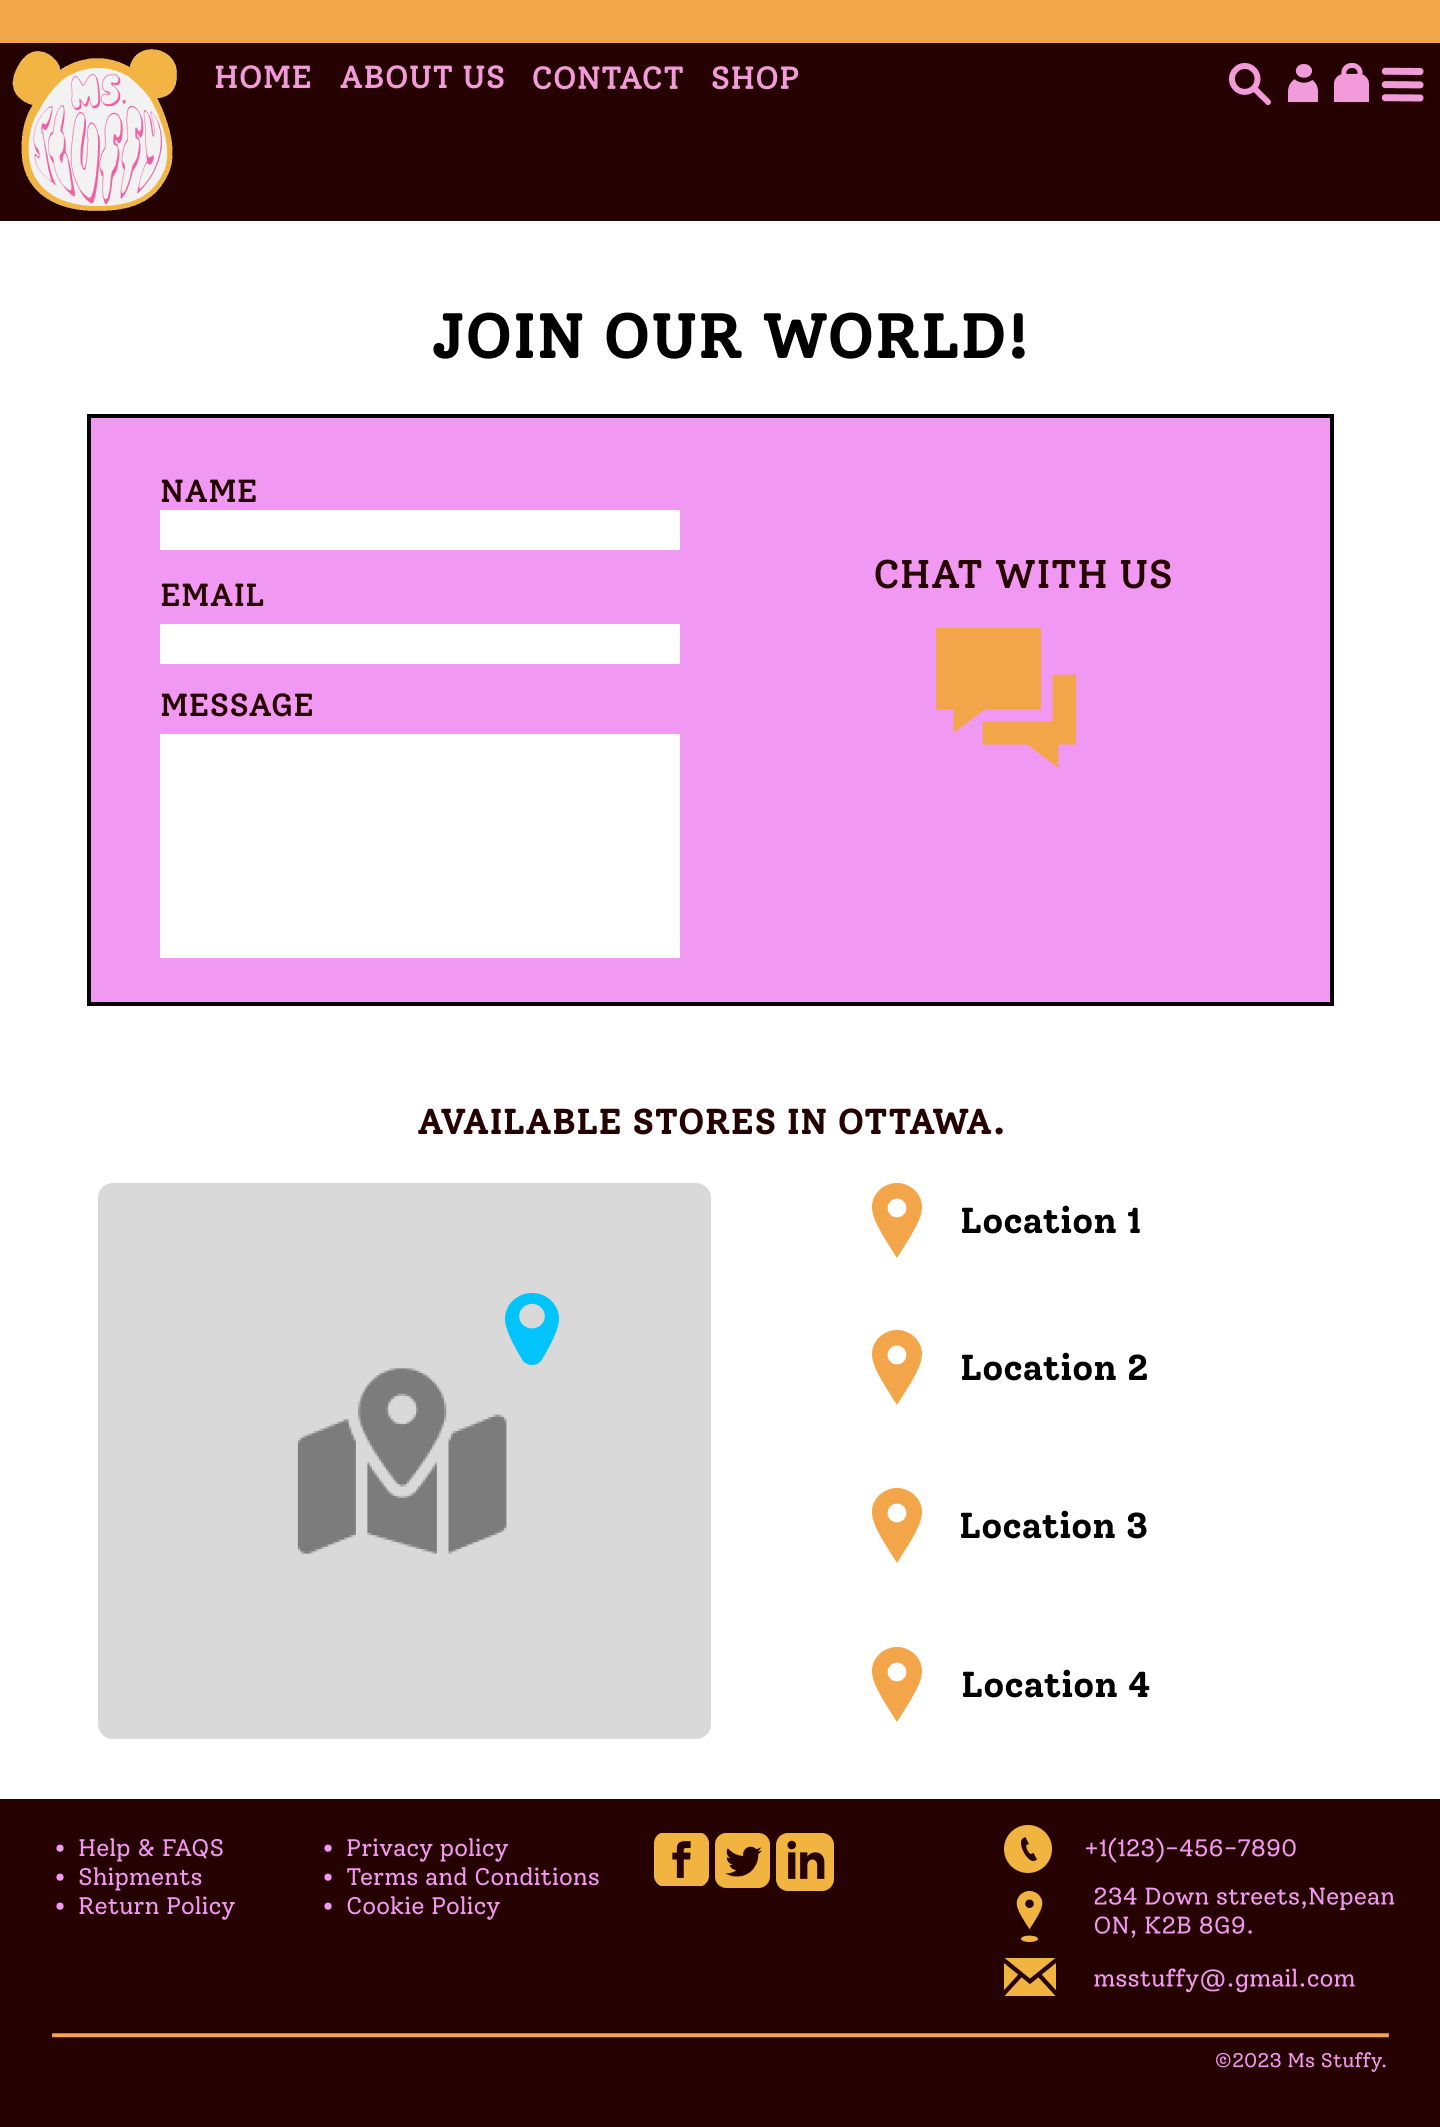 MS.
STUFFY
HOME ABOUT US CONTACT SHOP
JOIN OUR WORLD!
NAME
EMAIL
MESSAGE
CHAT WITH US
AVAILABLE STORES IN OTTAWA.
Location 1
Location 2
Location 3
Location 4
• Help & FAQS
• Shipments
• Return Policy
• Privacy policy
• Terms and Conditions
• Cookie Policy
f
in
+1(123)-456-7890
234 Down streets,Nepean
ON, K2B 8G9.
msstuffy@.gmail.com
©2023 Ms Stuffy.